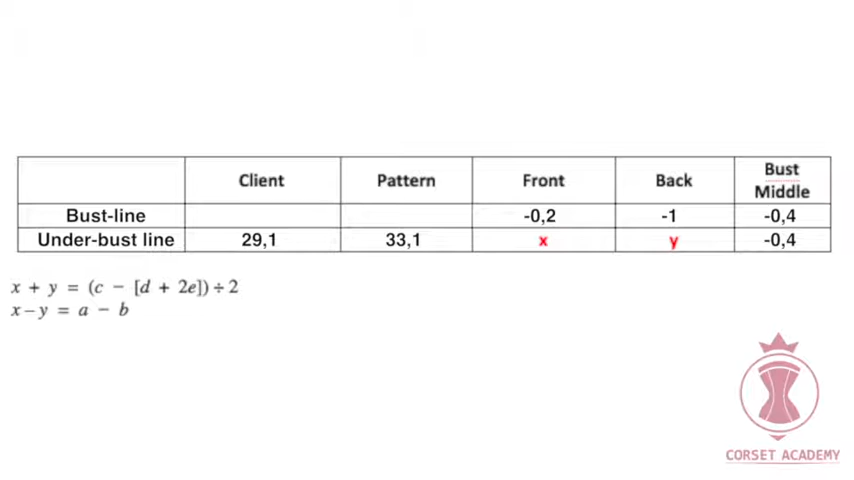 Client Pattern Front Back Bust Middle
Bust-line -0,2 -1 -0,4
Under-bust line 29,1 33,1 x y -0,4
x + y = (c − [d + 2e]) ÷ 2
x − y = a − b
CORSET ACADEMY